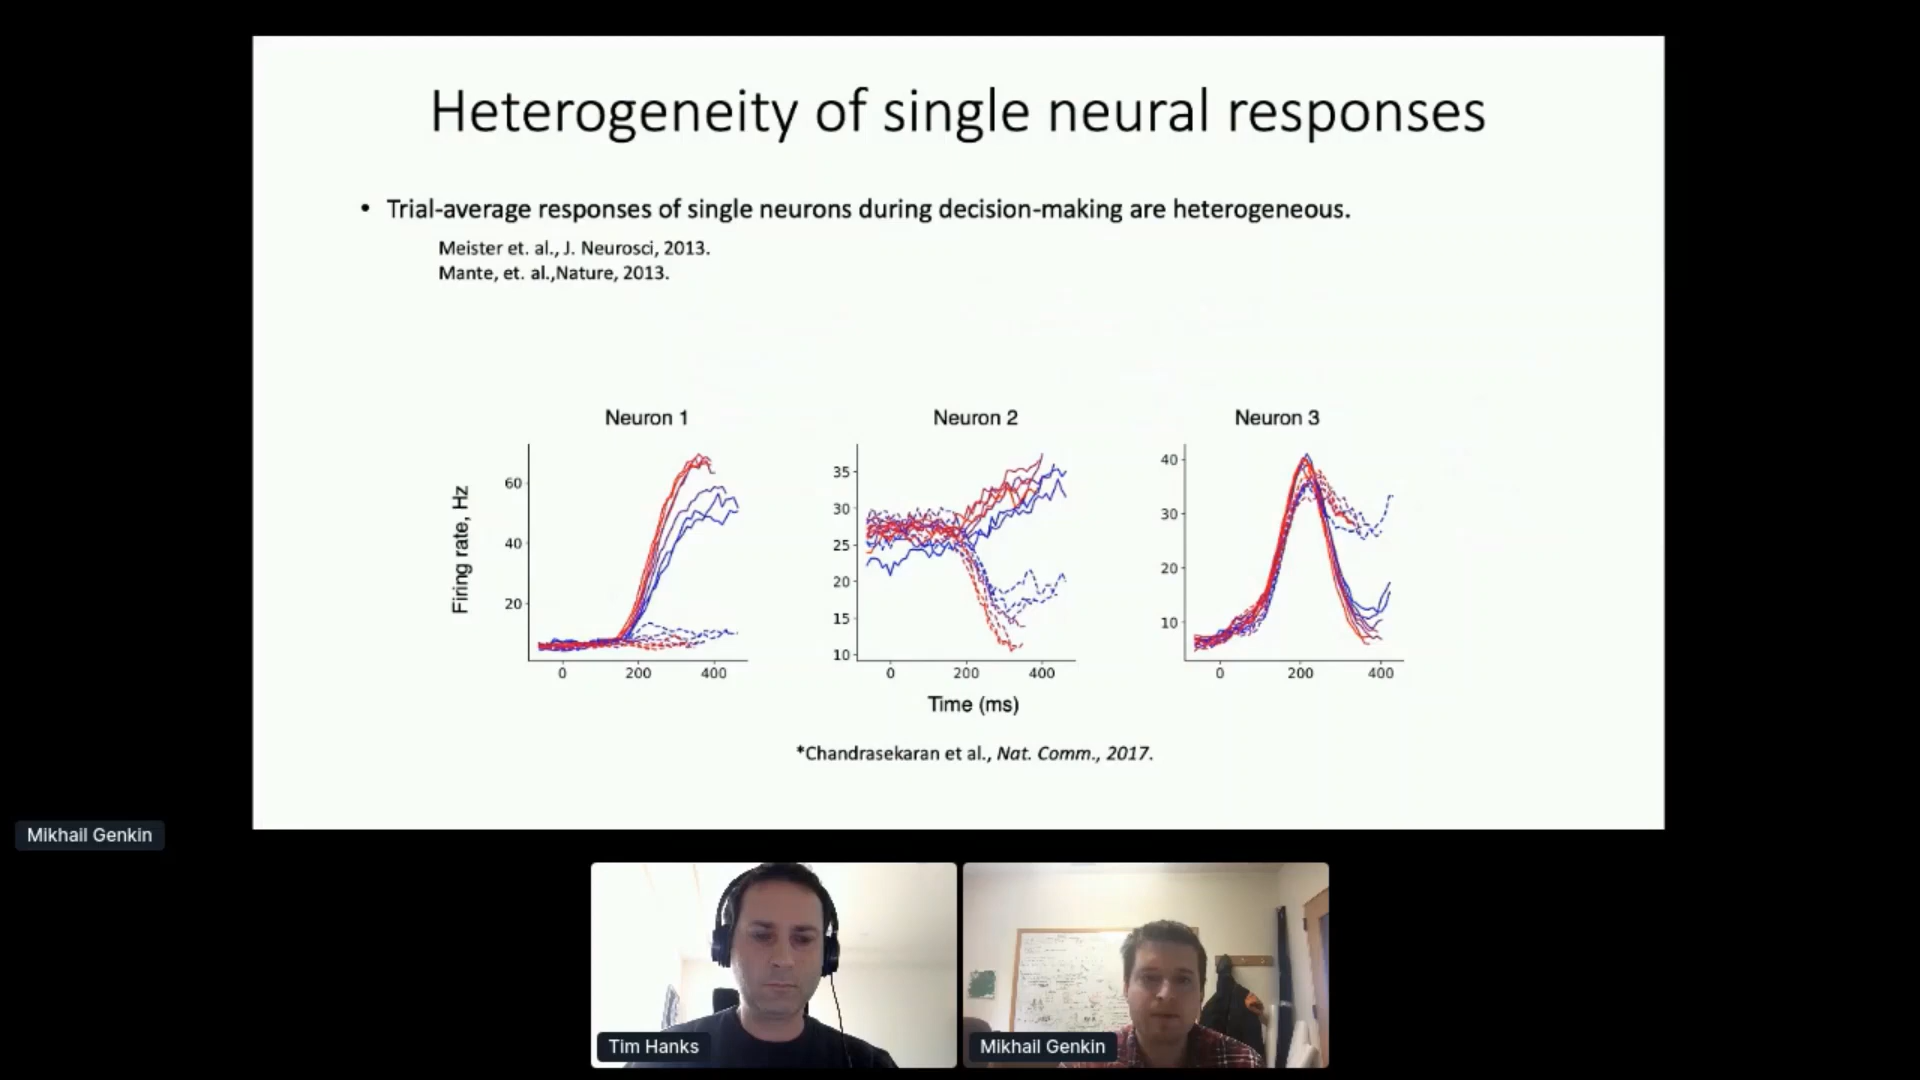 Heterogeneity of single neural responses
• Trial-average responses of single neurons during decision-making are heterogeneous.
Meister et. al., J. Neurosci, 2013.
Mante, et. al.,Nature, 2013.
Neuron 1
Neuron 2
Neuron 3
Firing rate, Hz
60
40
20
0 200 400
35
30
25
20
15
10
0 200 400
40
30
20
10
0 200 400
Time (ms)
*Chandrasekaran et al., Nat. Comm., 2017.
Mikhail Genkin
Tim Hanks
Mikhail Genkin